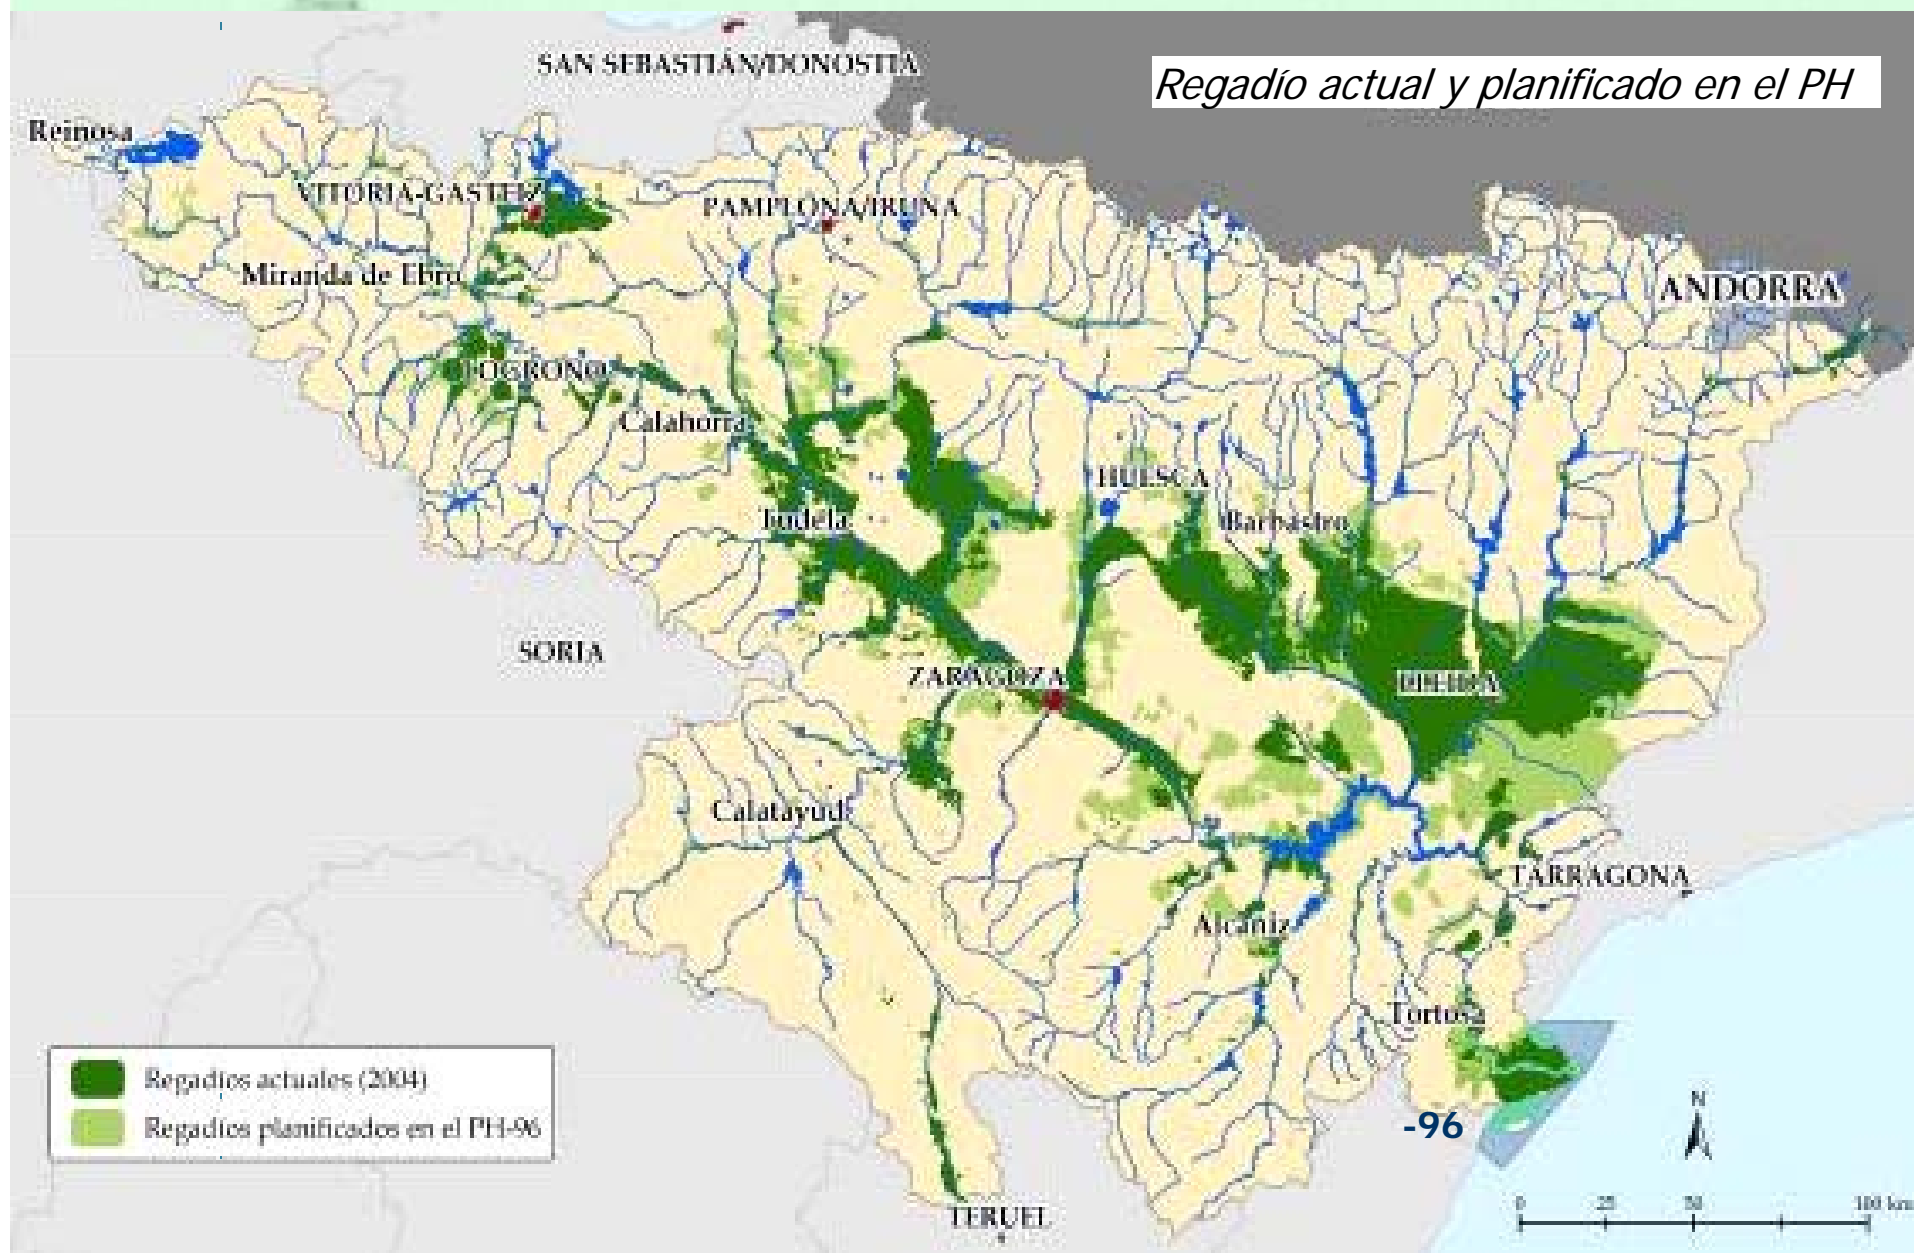 Regadío actual y planificado en el PH
SAN SEBASTIÁN/DONOSTIA
Reinosa
VITORIA-GASTEIZ
PAMPLONA/IRUÑA
Miranda de Ebro
ANDORRA
LOGROÑO
Calahorra
HUESCA
Tudela
Barbastro
SORIA
ZARAGOZA
LLEIDA
Calatayud
TARRAGONA
Alcañiz
Tortosa
Regadíos actuales (2004)
Regadíos planificados en el PH-96
-96
N
0 25 50 100 km
TERUEL